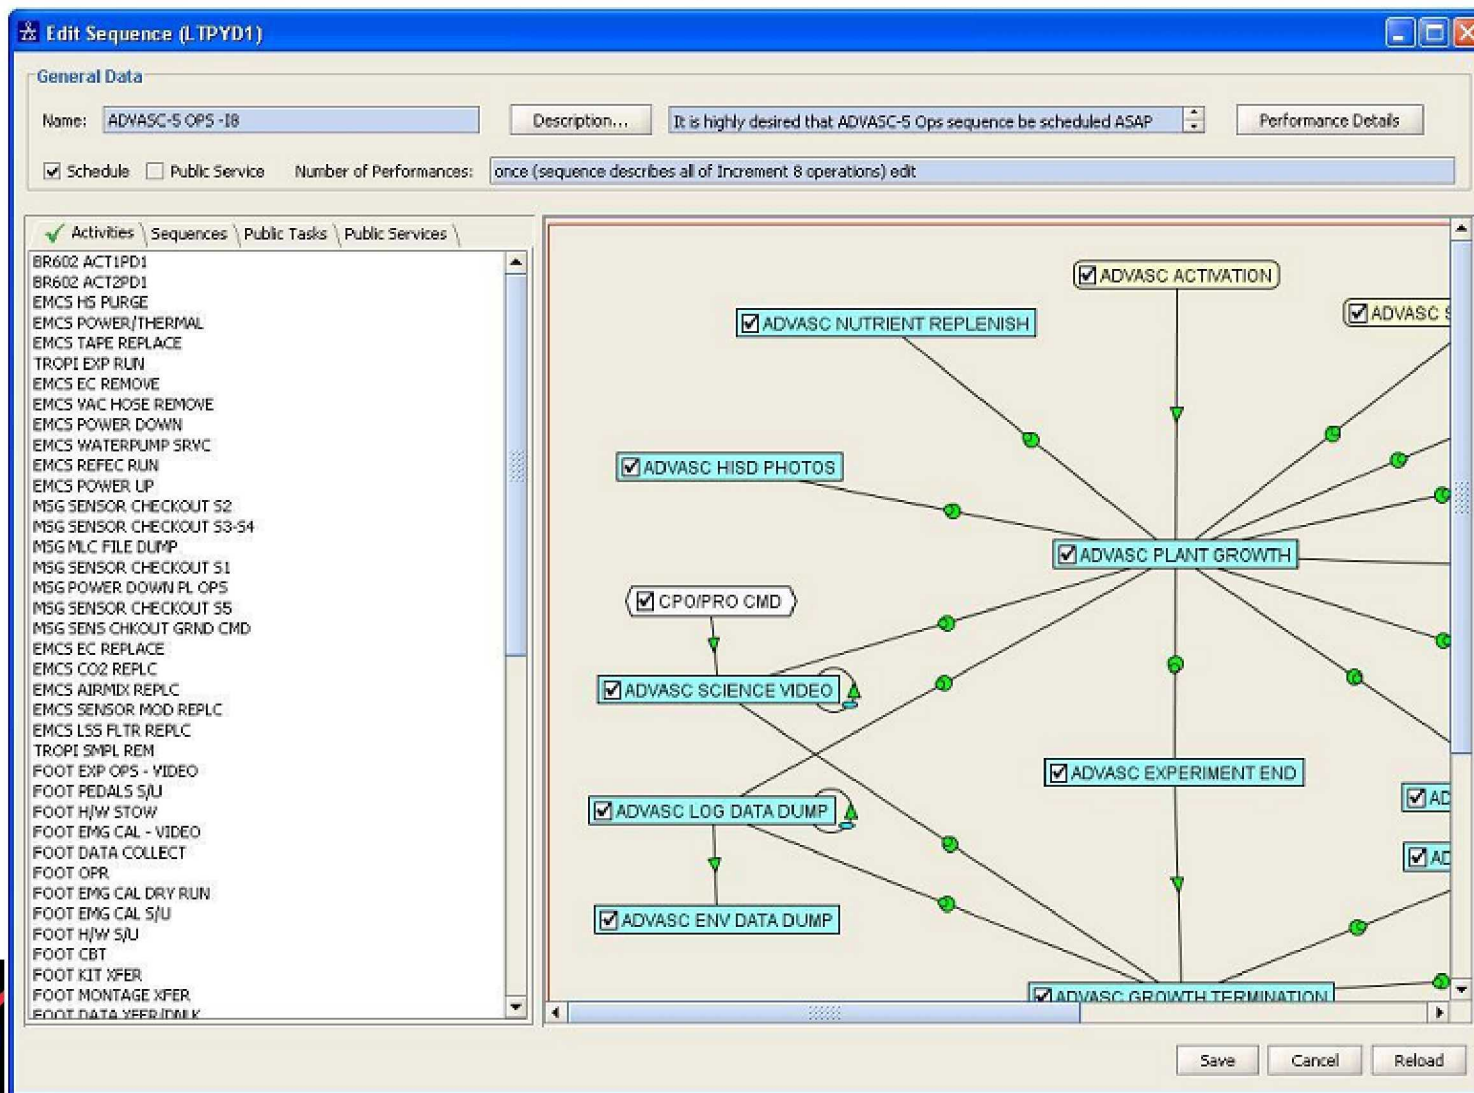 Edit Sequence (LTPYD1)
General Data
Name: ADVASC-5 OPS -I8 Description... It is highly desired that ADVASC-5 Ops sequence be scheduled ASAP Performance Details
Schedule Public Service Number of Performances: once (sequence describes all of Increment 8 operations) edit
Activities Sequences Public Tasks Public Services
BR602 ACT1PD1
BR602 ACT2PD1
EMCS HS PURGE
EMCS POWER/THERMAL
EMCS TAPE REPLACE
TROPI EXP RUN
EMCS EC REMOVE
EMCS VAC HOSE REMOVE
EMCS POWER DOWN
EMCS WATERPUMP SRVC
EMCS REFEC RUN
EMCS POWER UP
MSG SENSOR CHECKOUT S2
MSG SENSOR CHECKOUT S3-S4
MSG MLC FILE DUMP
MSG SENSOR CHECKOUT S1
MSG POWER DOWN PL OPS
MSG SENSOR CHECKOUT S5
MSG SENS CHKOUT GRND CMD
EMCS EC REPLACE
EMCS CO2 REPLC
EMCS AIRMIX REPLC
EMCS SENSOR MOD REPLC
EMCS LSS FLTR REPLC
TROPI SMPL REM
FOOT EXP OPS - VIDEO
FOOT PEDALS S/U
FOOT H/W STOW
FOOT EMG CAL - VIDEO
FOOT DATA COLLECT
FOOT OPR
FOOT EMG CAL DRY RUN
FOOT EMG CAL S/U
FOOT H/W S/U
FOOT CBT
FOOT KIT XFER
FOOT MONTAGE XFER
FOOT DATA XFER/DNLK
ADVASC ACTIVATION
ADVASC S
ADVASC NUTRIENT REPLENISH
ADVASC HISD PHOTOS
ADVASC PLANT GROWTH
CPO/PRO CMD
ADVASC SCIENCE VIDEO
ADVASC EXPERIMENT END
AD
ADVASC LOG DATA DUMP
AD
ADVASC ENV DATA DUMP
ADVASC GROWTH TERMINATION
Save Cancel Reload